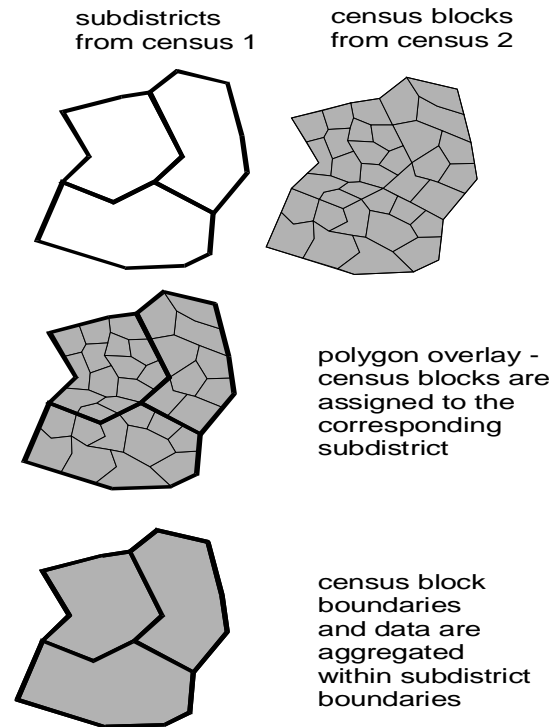 subdistricts
from census 1
census blocks
from census 2
polygon overlay -
census blocks are
assigned to the
corresponding
subdistrict
census block
boundaries
and data are
aggregated
within subdistrict
boundaries